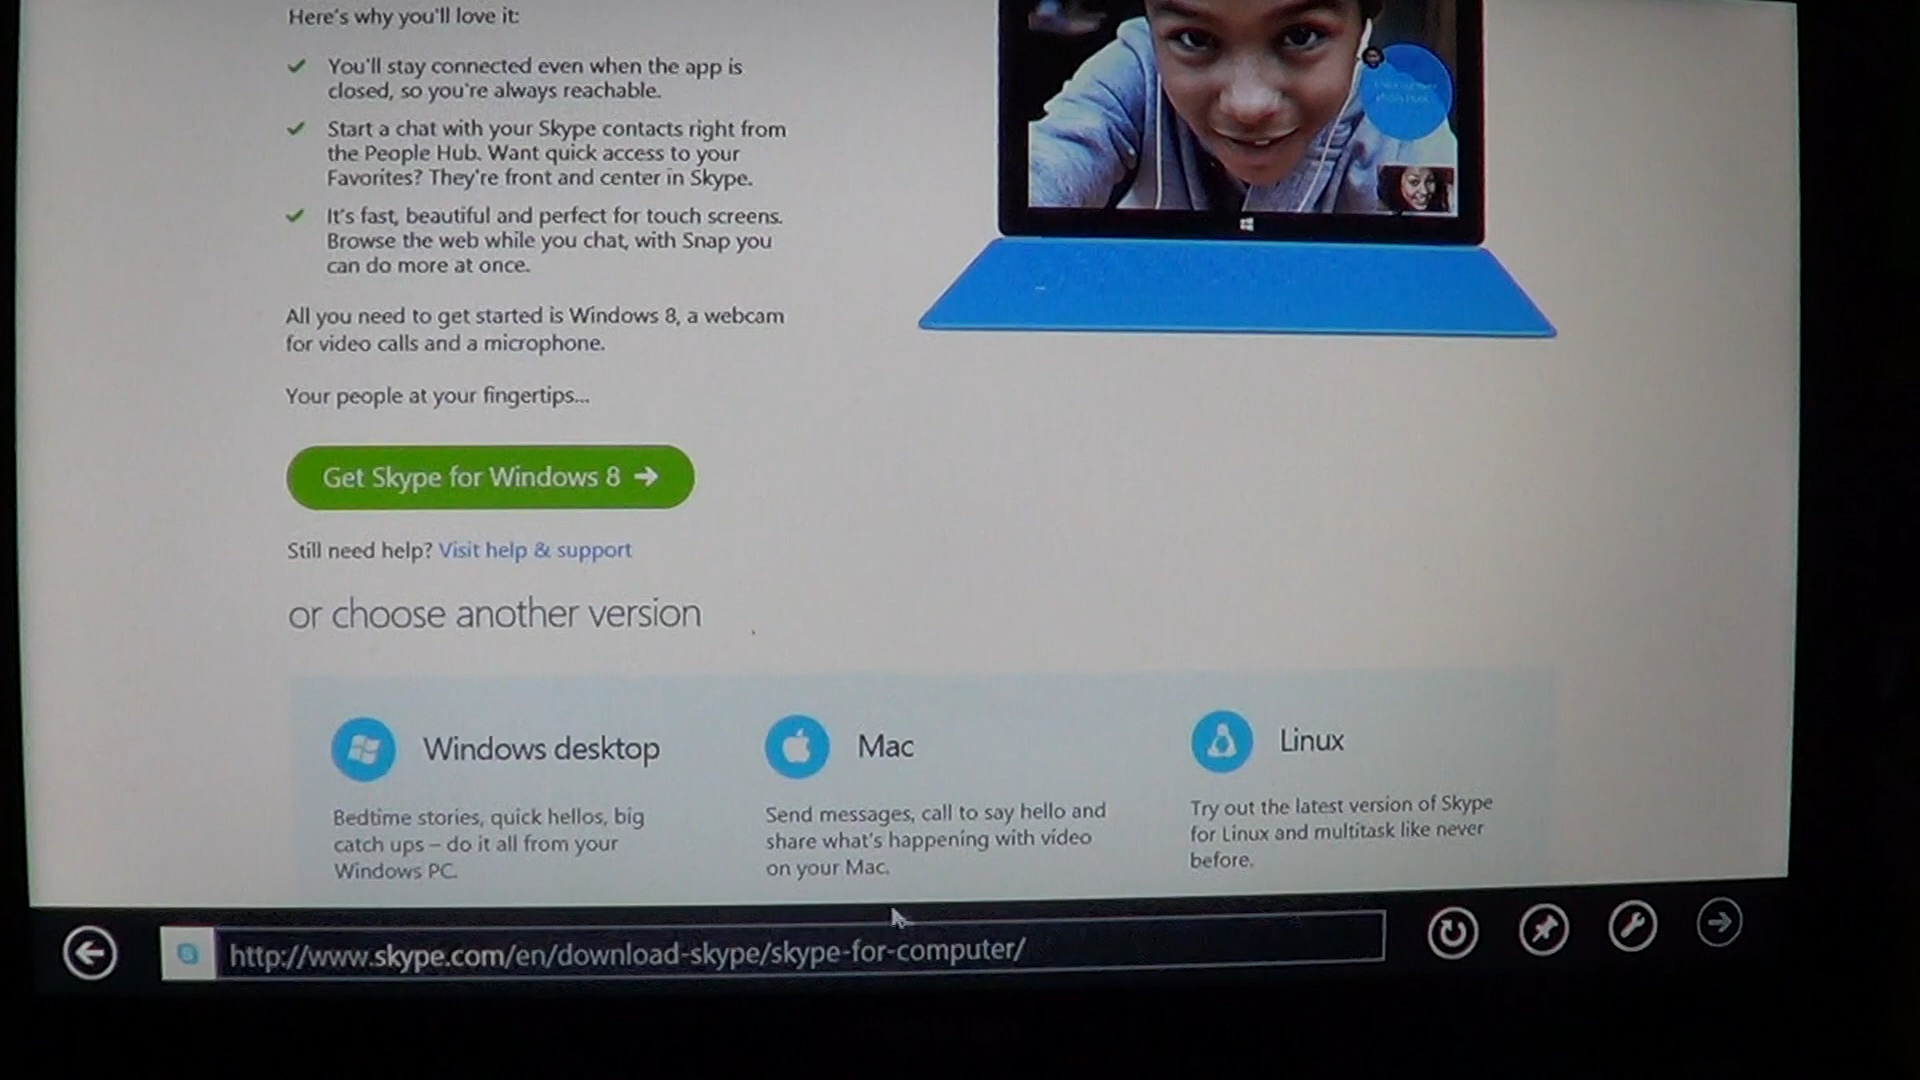 Here's why you'll love it:
You'll stay connected even when the app is
closed, so you're always reachable.
Start a chat with your Skype contacts right from
the People Hub. Want quick access to your
Favorites? They're front and center in Skype.
It's fast, beautiful and perfect for touch screens.
Browse the web while you chat, with Snap you
can do more at once.
All you need to get started is Windows 8, a webcam
for video calls and a microphone.
Your people at your fingertips...
Get Skype for Windows 8
Still need help? Visit help & support
or choose another version
Windows desktop
Bedtime stories, quick hellos, big
catch ups – do it all from your
Windows PC.
Mac
Send messages, call to say hello and
share what's happening with video
on your Mac.
Linux
Try out the latest version of Skype
for Linux and multitask like never
before.
http://www.skype.com/en/download-skype/skype-for-computer/